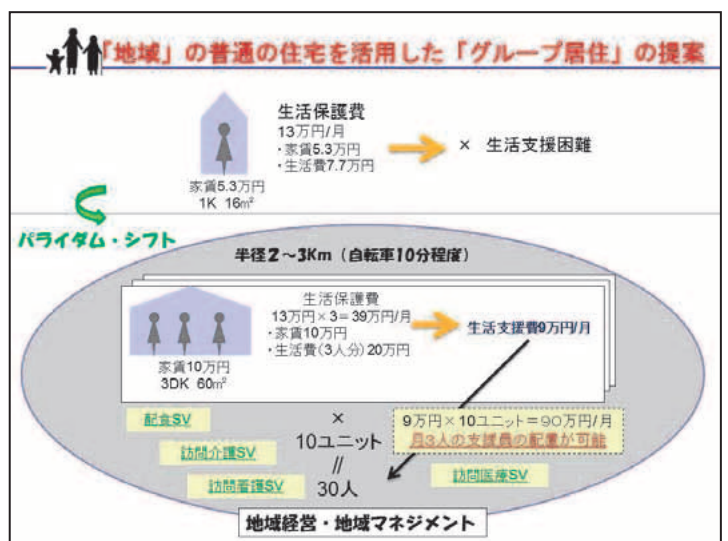 「地域」の普通の住宅を活用した「グループ居住」の提案
生活保護費
13万円/月
・家賃5.3万円
・生活費7.7万円
× 生活支援困難
家賃5.3万円
1K 16㎡
パライダム・シフト
半径2～3Km（自転車10分程度）
生活保護費
13万円×3＝39万円/月
・家賃10万円
・生活費(3人分)20万円
生活支援費9万円/月
家賃10万円
3DK 60㎡
配食SV
訪問介護SV
訪問看護SV
×
10ユニット
//
30人
9万円×10ユニット＝90万円/月
月3人の支援員の配置が可能
訪問医療SV
地域経営・地域マネジメント